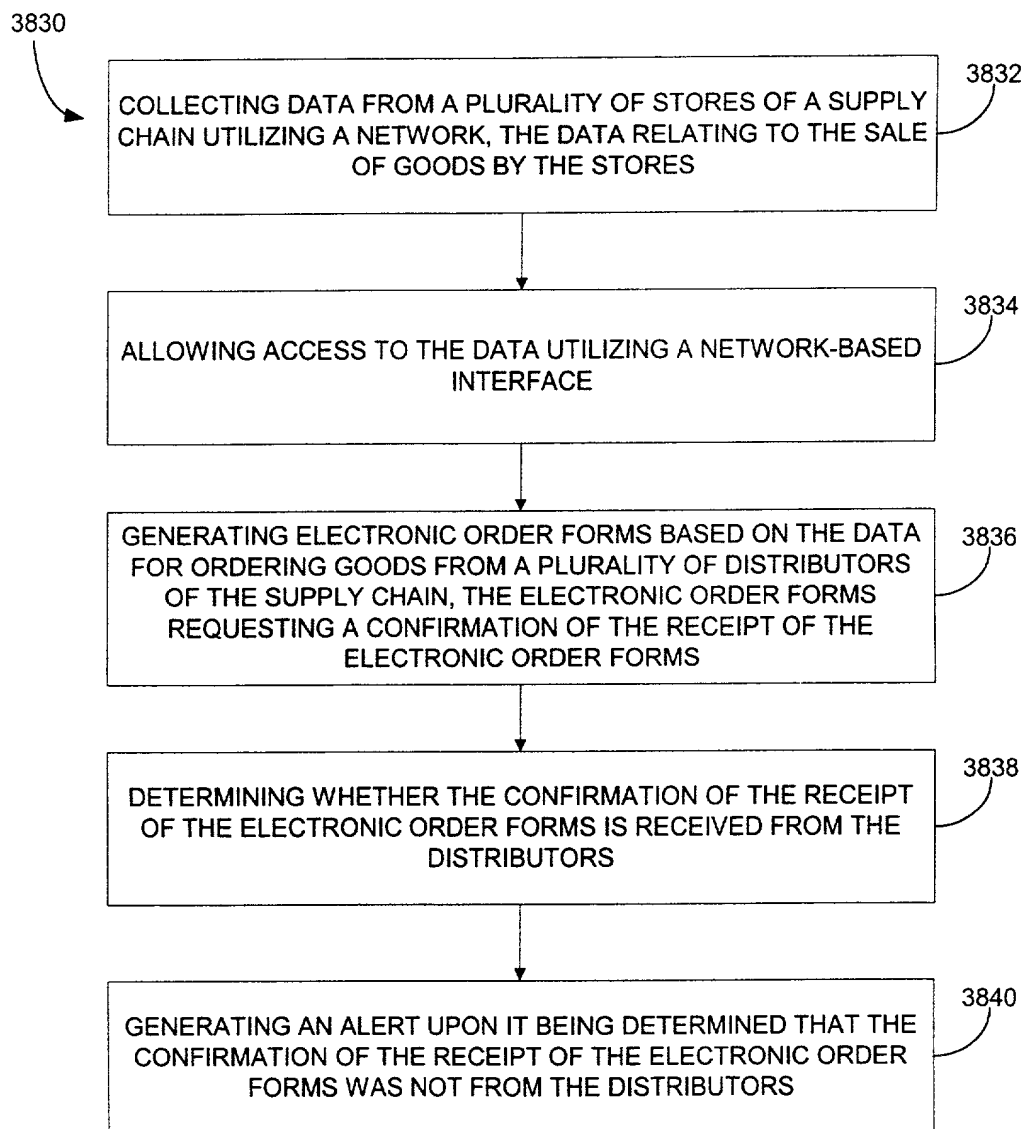 3830
3832
COLLECTING DATA FROM A PLURALITY OF STORES OF A SUPPLY
CHAIN UTILIZING A NETWORK, THE DATA RELATING TO THE SALE
OF GOODS BY THE STORES
3834
ALLOWING ACCESS TO THE DATA UTILIZING A NETWORK-BASED
INTERFACE
3836
GENERATING ELECTRONIC ORDER FORMS BASED ON THE DATA
FOR ORDERING GOODS FROM A PLURALITY OF DISTRIBUTORS
OF THE SUPPLY CHAIN, THE ELECTRONIC ORDER FORMS
REQUESTING A CONFIRMATION OF THE RECEIPT OF THE
ELECTRONIC ORDER FORMS
3838
DETERMINING WHETHER THE CONFIRMATION OF THE RECEIPT
OF THE ELECTRONIC ORDER FORMS IS RECEIVED FROM THE
DISTRIBUTORS
3840
GENERATING AN ALERT UPON IT BEING DETERMINED THAT THE
CONFIRMATION OF THE RECEIPT OF THE ELECTRONIC ORDER
FORMS WAS NOT FROM THE DISTRIBUTORS